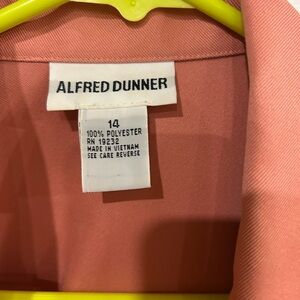 ALFRED DUNNER
14
100% POLYESTER
RN 19232
MADE IN VIETNAM
SEE CARE REVERSE